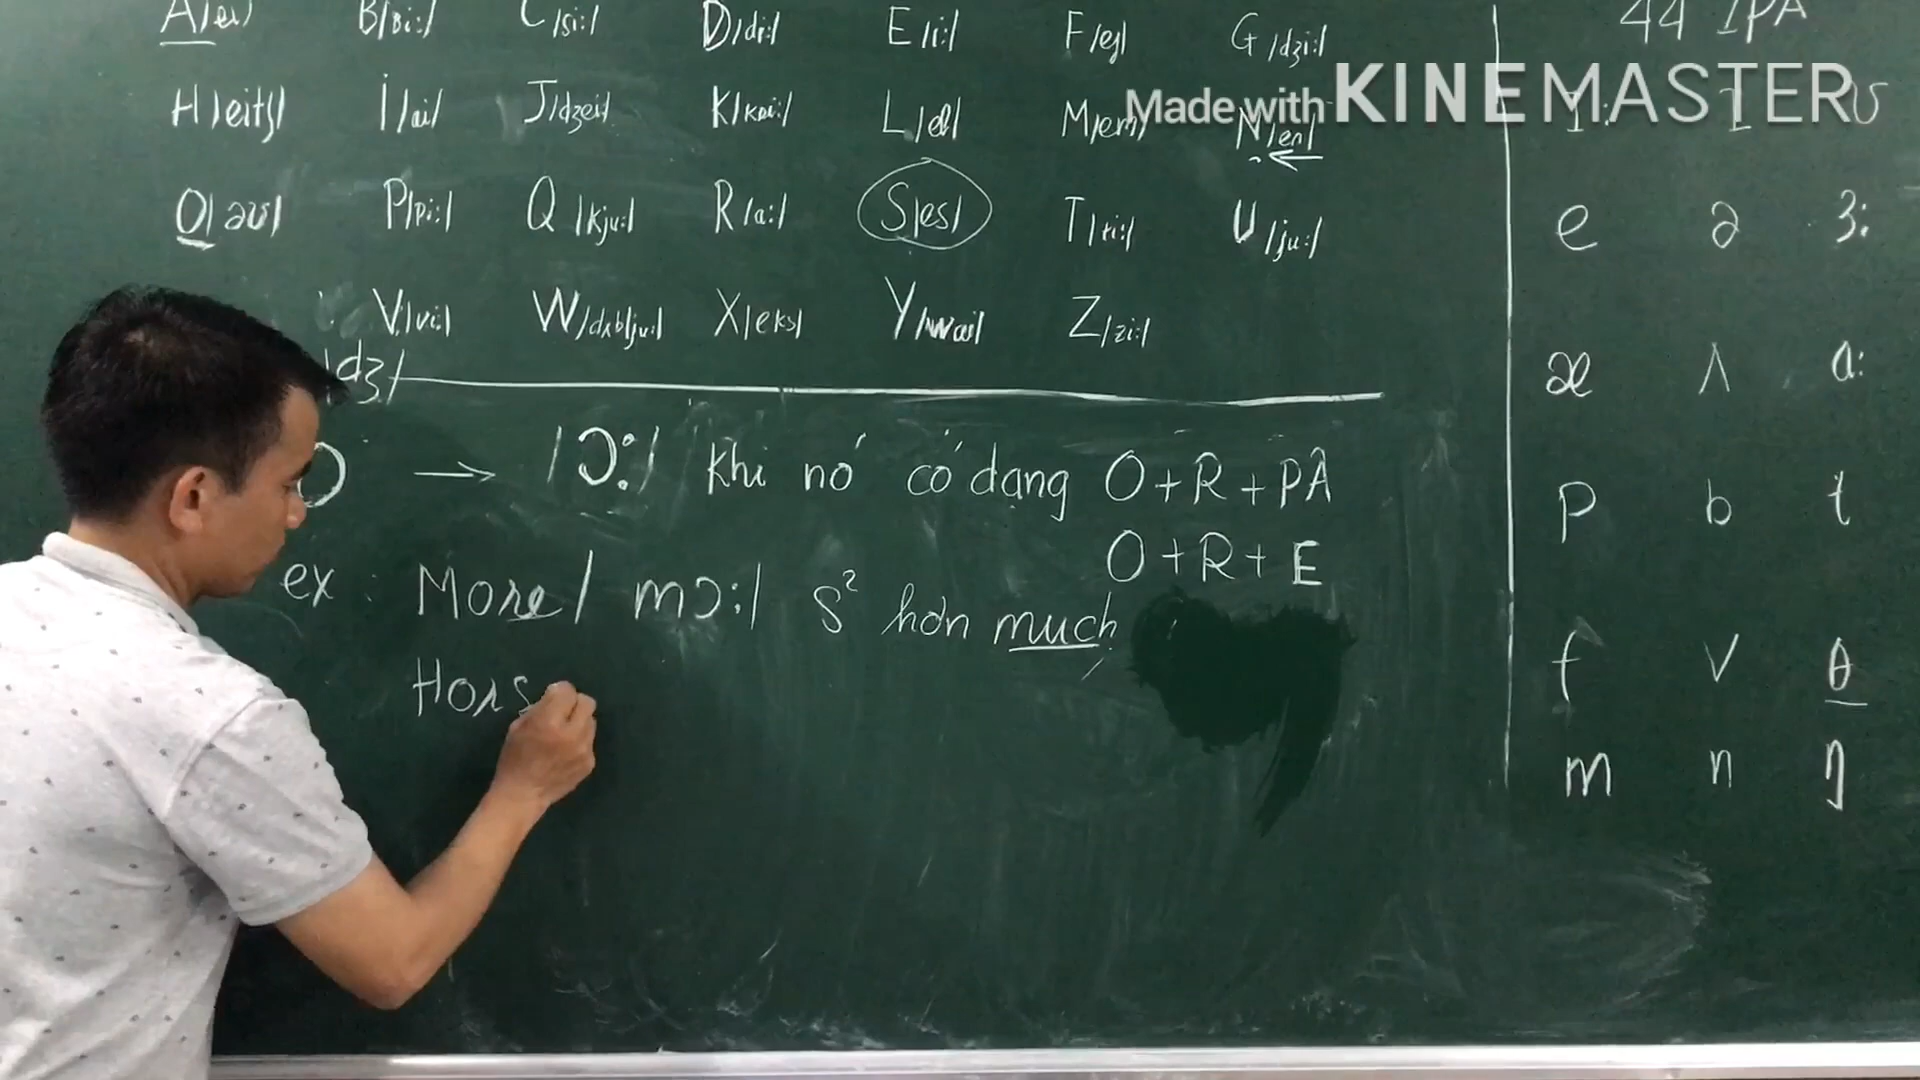 A/ei/ B/bi:/ C/si:/ D/di:/ E/i:/ F/ef/ G/dʒi:/
H/eitʃ/ I/ai/ J/dʒei/ K/kei:/ L/el/ M/em/ N/en/
O/əʊ/ P/pi:/ Q/kju:/ R/a:/ S/es/ T/ti:/ U/ju:/
V/vi:/ W/dʌblju:/ X/eks/ Y/wai/ Z/zi:/
/dʒ/
O → /ɔ:/ khi nó có dạng O+R+PÂ
O+R+E
ex: More/mɔ:/ S² hơn much
Hors
44 IPA
I: I ʊ
e ə ɜ:
æ ʌ ɑ:
p b t
f v θ
m n ŋ
Made with KINEMASTER